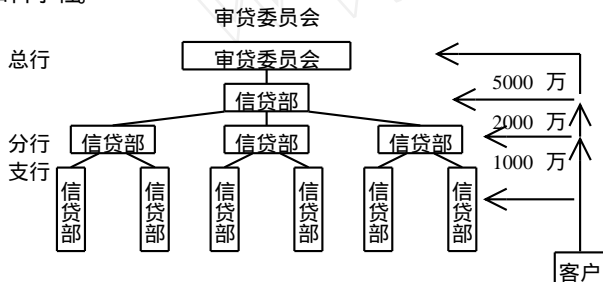 审贷委员会
总行
审贷委员会
5000 万
信贷部
2000 万
分行
信贷部
信贷部
信贷部
支行
1000 万
信贷部
信贷部
信贷部
信贷部
信贷部
信贷部
客户